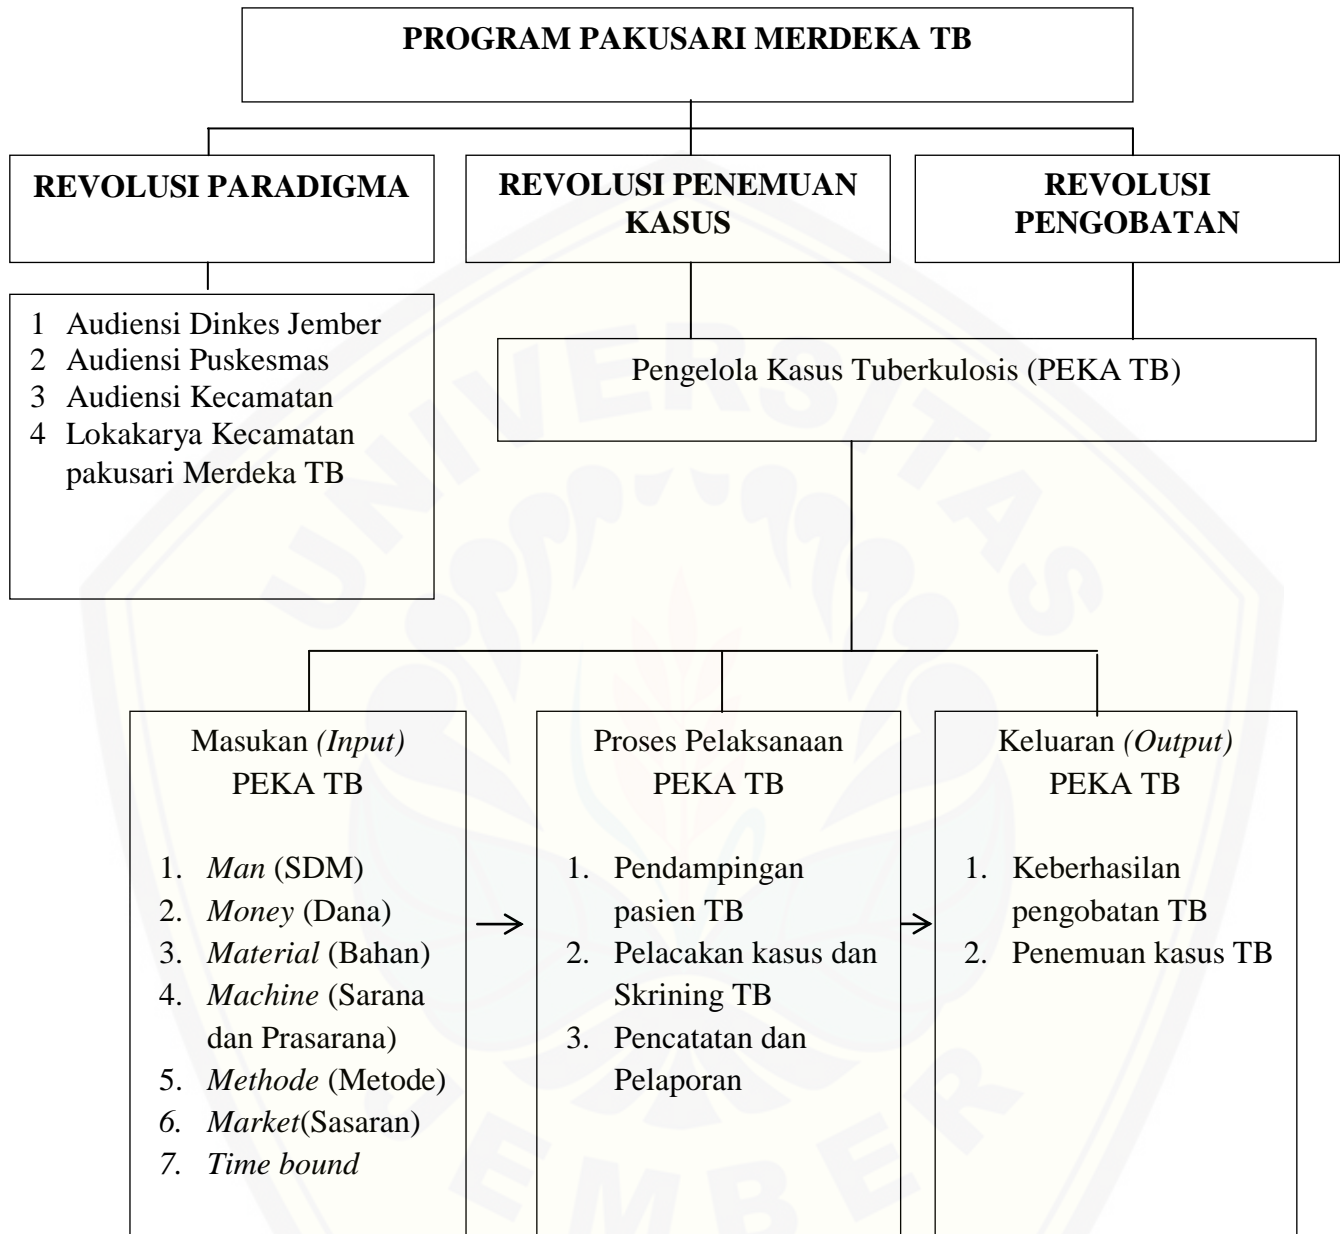 PROGRAM PAKUSARI MERDEKA TB
REVOLUSI PARADIGMA
REVOLUSI PENEMUAN
KASUS
REVOLUSI
PENGOBATAN
1 Audiensi Dinkes Jember
2 Audiensi Puskesmas
3 Audiensi Kecamatan
4 Lokakarya Kecamatan
pakusari Merdeka TB
Pengelola Kasus Tuberkulosis (PEKA TB)
Masukan (Input)
PEKA TB
1. Man (SDM)
2. Money (Dana)
3. Material (Bahan)
4. Machine (Sarana
dan Prasarana)
5. Methode (Metode)
6. Market(Sasaran)
7. Time bound
Proses Pelaksanaan
PEKA TB
1. Pendampingan
pasien TB
2. Pelacakan kasus dan
Skrining TB
3. Pencatatan dan
Pelaporan
Keluaran (Output)
PEKA TB
1. Keberhasilan
pengobatan TB
2. Penemuan kasus TB
UNIVERSITAS
JEMBER